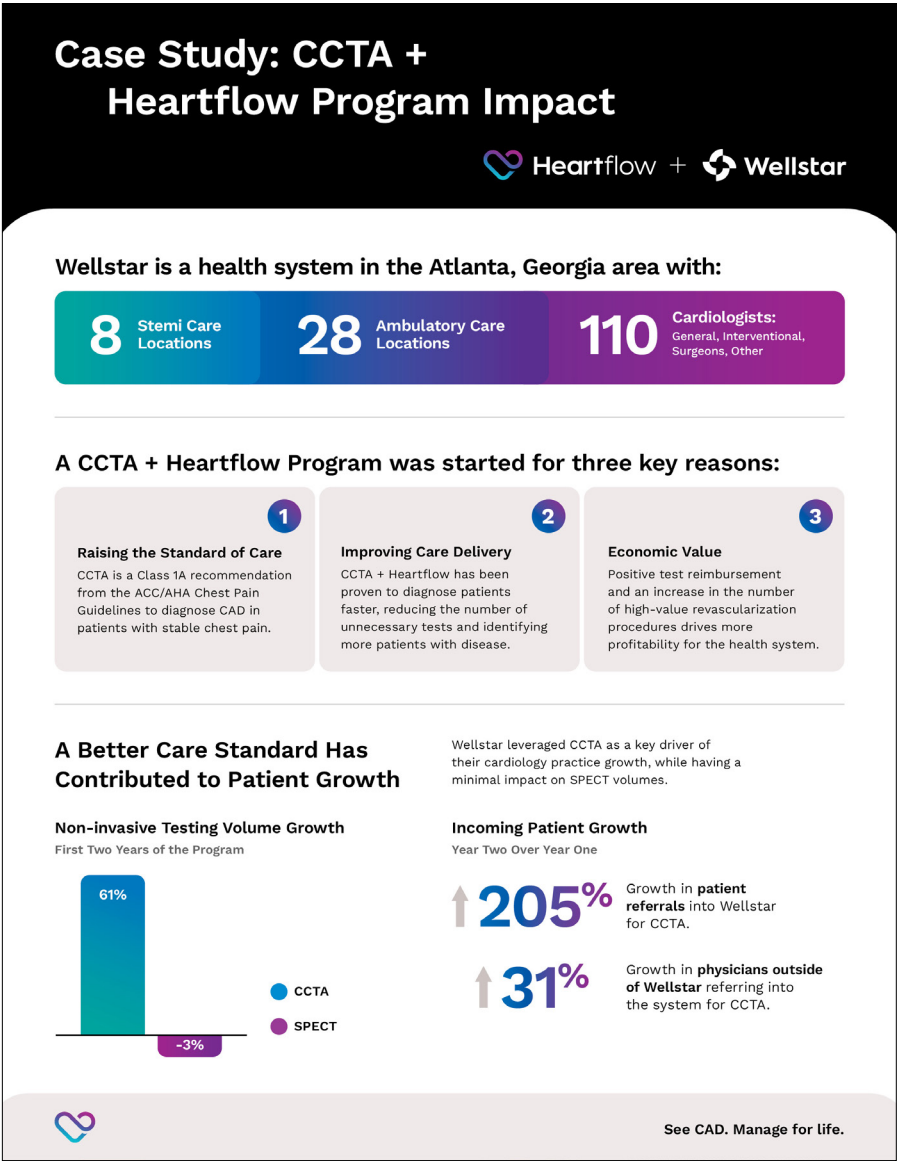 Case Study: CCTA +
Heartflow Program Impact
Heartflow + Wellstar
Wellstar is a health system in the Atlanta, Georgia area with:
8 Stemi Care
Locations
28 Ambulatory Care
Locations
110 Cardiologists:
General, Interventional,
Surgeons, Other
A CCTA + Heartflow Program was started for three key reasons:
1
Raising the Standard of Care
CCTA is a Class 1A recommendation
from the ACC/AHA Chest Pain
Guidelines to diagnose CAD in
patients with stable chest pain.
2
Improving Care Delivery
CCTA + Heartflow has been
proven to diagnose patients
faster, reducing the number of
unnecessary tests and identifying
more patients with disease.
3
Economic Value
Positive test reimbursement
and an increase in the number
of high-value revascularization
procedures drives more
profitability for the health system.
A Better Care Standard Has
Contributed to Patient Growth
Wellstar leveraged CCTA as a key driver of
their cardiology practice growth, while having a
minimal impact on SPECT volumes.
Non-invasive Testing Volume Growth
First Two Years of the Program
61%
-3%
CCTA
SPECT
Incoming Patient Growth
Year Two Over Year One
205%
Growth in patient
referrals into Wellstar
for CCTA.
31%
Growth in physicians outside
of Wellstar referring into
the system for CCTA.
See CAD. Manage for life.